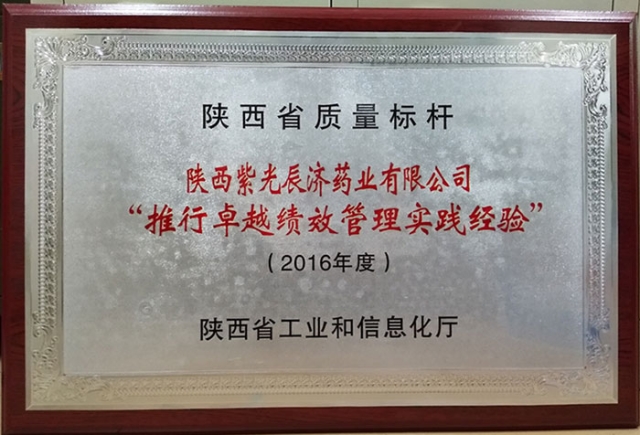 陕西省质量标杆
陕西紫光辰济药业有限公司
“推行卓越绩效管理实践经验”
（2016年度）
陕西省工业和信息化厅